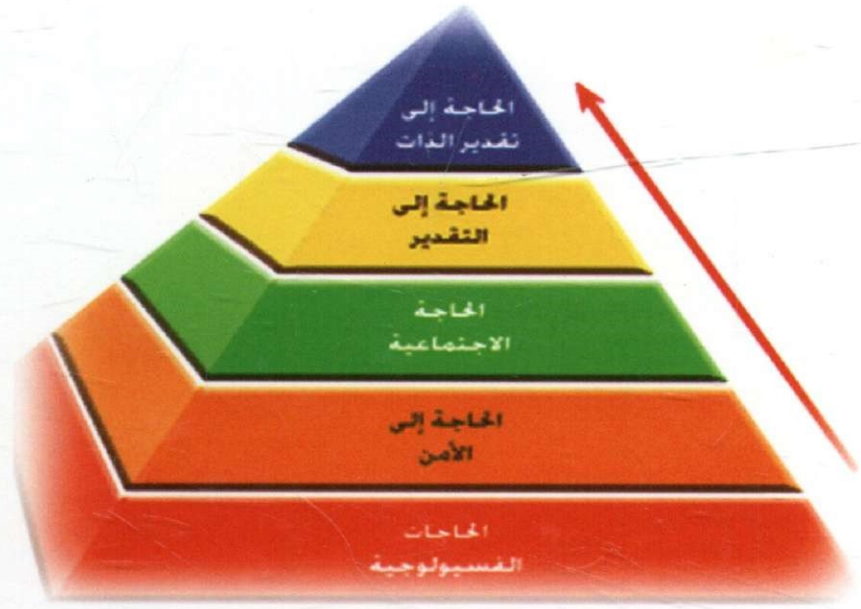 الحاجة إلى
تقدير الذات
الحاجة إلى
التقدير
الحاجة
الاجتماعية
الحاجة إلى
الأمن
الحاجات
الفسيولوجية